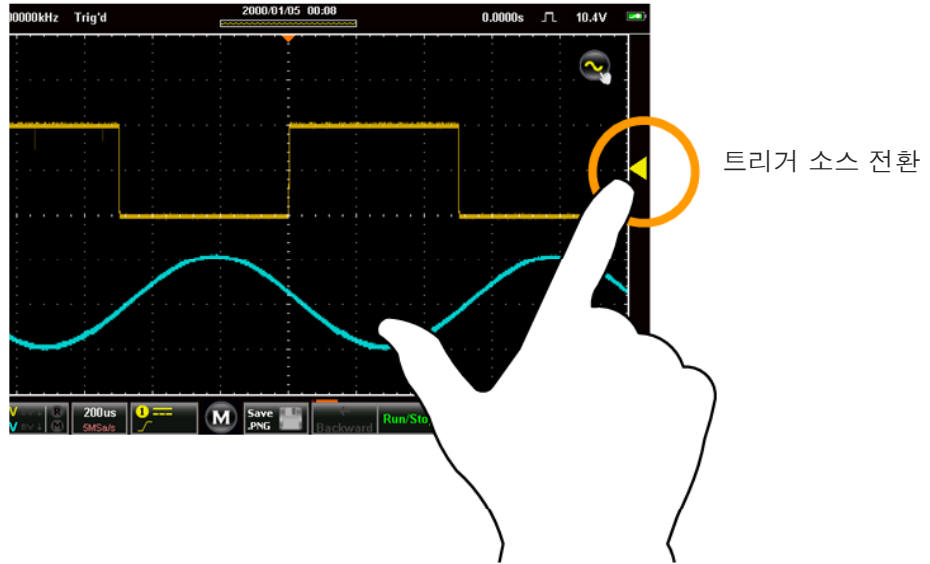 00000kHz Trig'd 2000/01/05 00:08 0.0000s 10.4V
트리거 소스 전환
V R 200us 1 M Save Run/Sto
V M 5MSa/s .PNG Backward